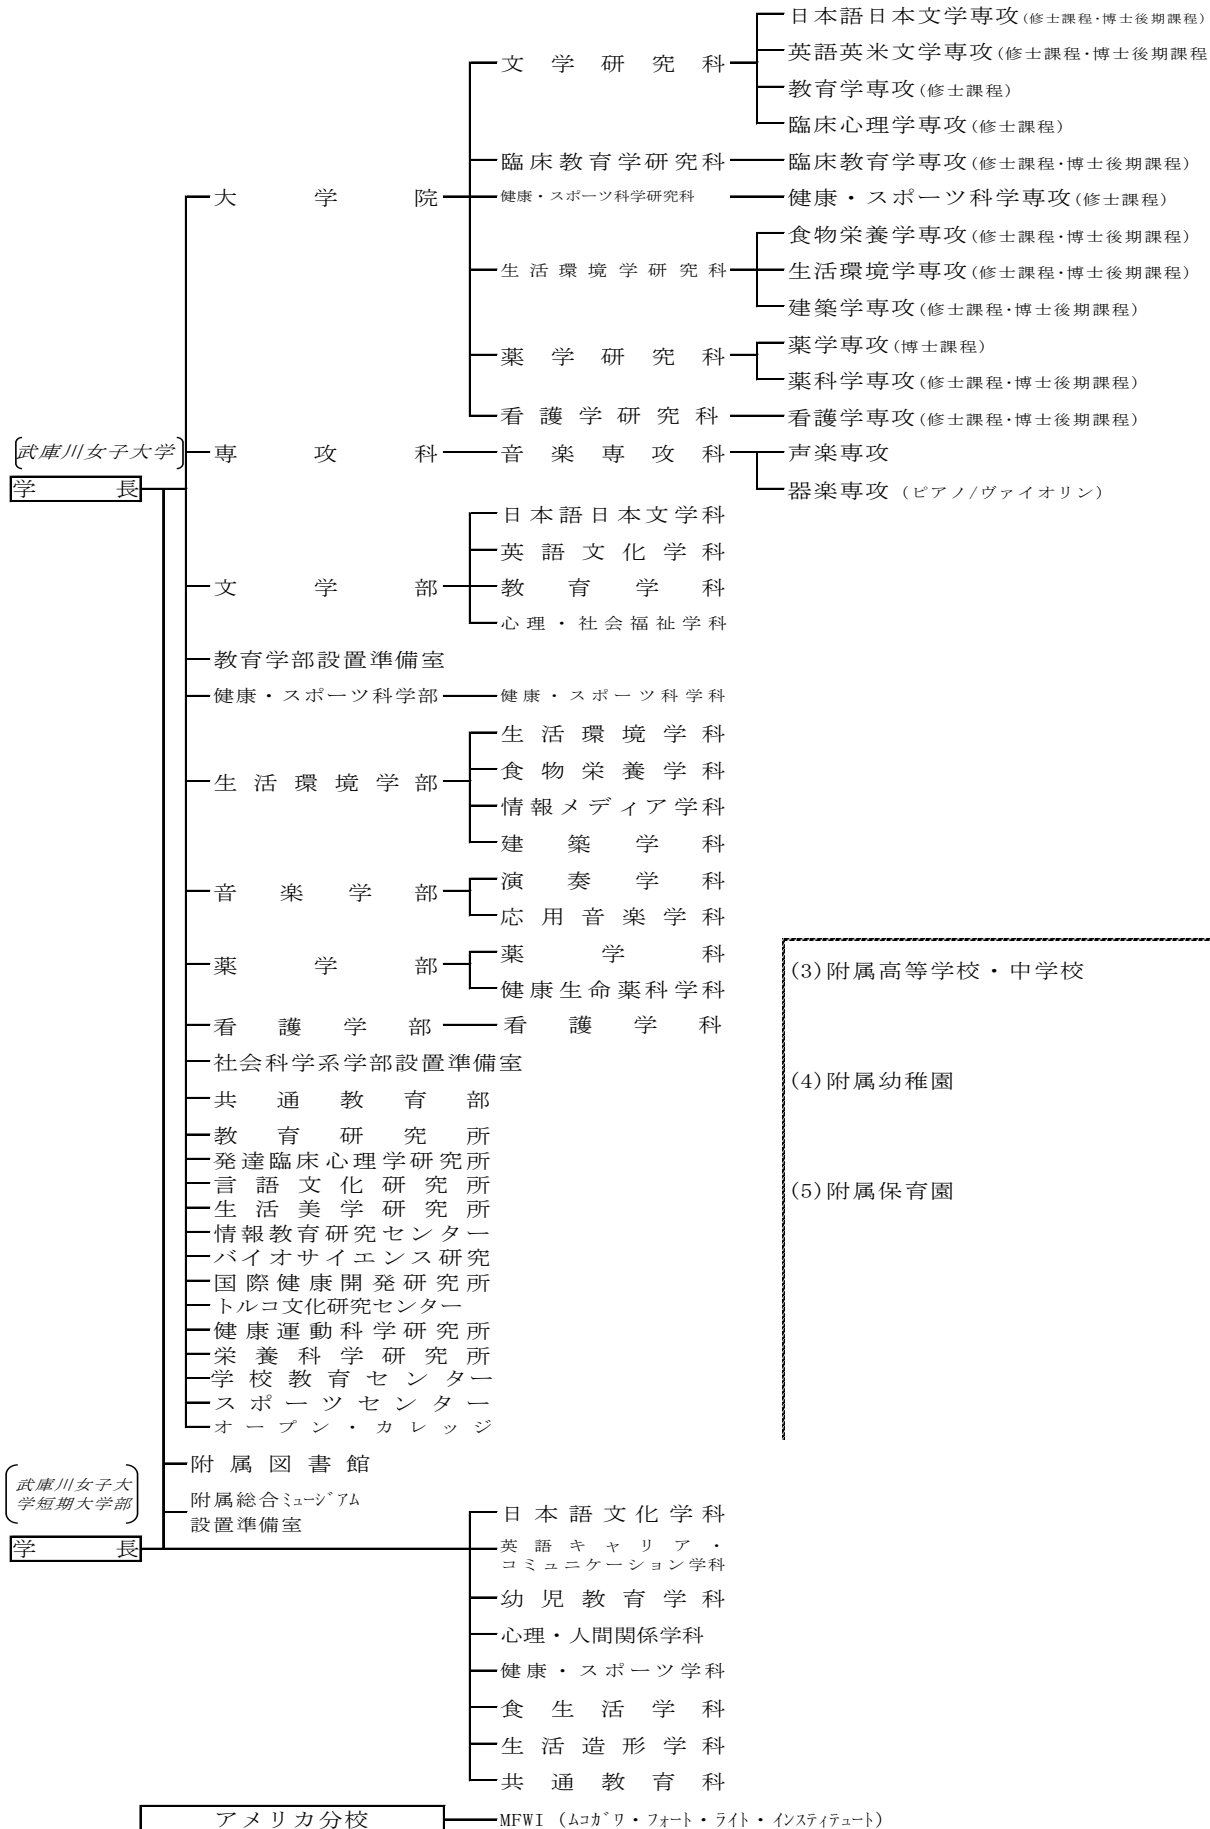 日本語日本文学専攻(修士課程・博士後期課程)
文学研究科 英語英米文学専攻(修士課程・博士後期課程
教育学専攻(修士課程)
臨床心理学専攻(修士課程)
臨床教育学研究科 臨床教育学専攻(修士課程・博士後期課程)
大学院 健康・スポーツ科学研究科 健康・スポーツ科学専攻(修士課程)
食物栄養学専攻(修士課程・博士後期課程)
生活環境学研究科 生活環境学専攻(修士課程・博士後期課程)
建築学専攻(修士課程・博士後期課程)
薬学研究科 薬学専攻(博士課程)
薬科学専攻(修士課程・博士後期課程)
看護学研究科 看護学専攻(修士課程・博士後期課程)
武庫川女子大学 専攻科 音楽専攻科 声楽専攻
学長 器楽専攻 (ピアノ/ヴァイオリン)
日本語日本文学科
英語文化学科
文学部 教育学科
心理・社会福祉学科
教育学部設置準備室
健康・スポーツ科学部 健康・スポーツ科学科
生活環境学科
生活環境学部 食物栄養学科
情報メディア学科
建築学科
音楽学部 演奏学科
応用音楽学科
薬学部 薬学科
健康生命薬科学科
看護学部 看護学科
社会科学系学部設置準備室
共通教育部
教育研究所
発達臨床心理学研究所
言語文化研究所
生活美学研究所
情報教育研究センター
バイオサイエンス研究
国際健康開発研究所
トルコ文化研究センター
健康運動科学研究所
栄養科学研究所
学校教育センター
スポーツセンター
オープン・カレッジ
(3)附属高等学校・中学校
(4)附属幼稚園
(5)附属保育園
附属図書館
武庫川女子大
学短期大学部
附属総合ミュージアム
設置準備室
学長
日本語文化学科
英語キャリア・
コミュニケーション学科
幼児教育学科
心理・人間関係学科
健康・スポーツ学科
食生活学科
生活造形学科
共通教育科
アメリカ分校 MFWI (ムコガワ・フォート・ライト・インスティテュート)